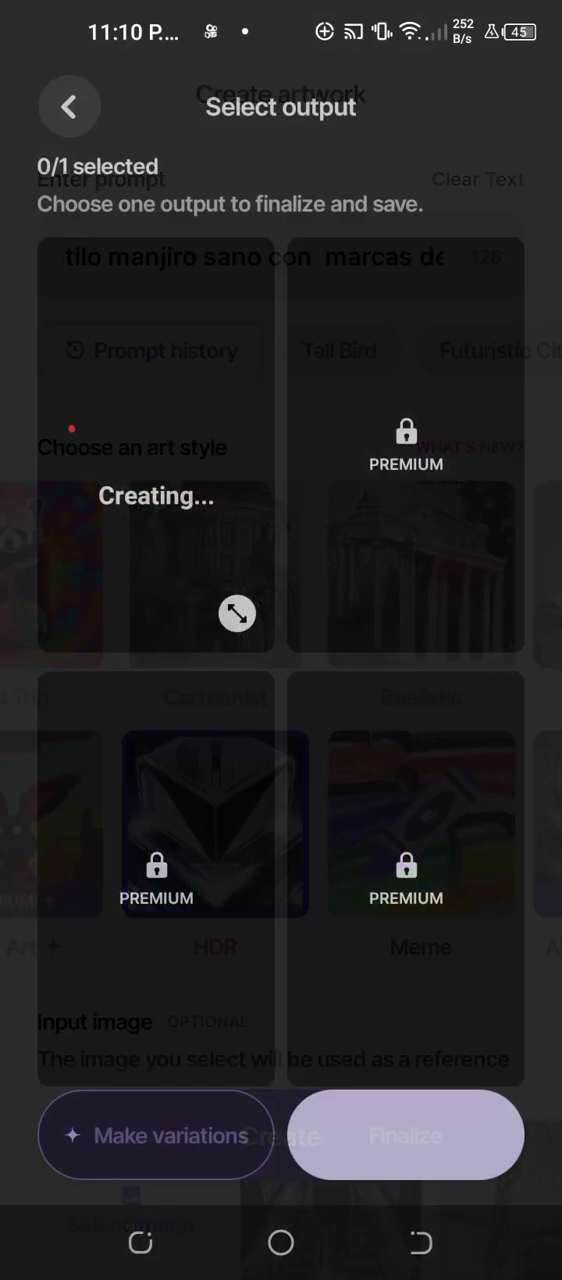 11:10 P....
252
B/s
45
Create artwork
Select output
0/1 selected
Enter prompt
Clear Text
Choose one output to finalize and save.
tilo manjiro sano con marcas de
126
Prompt history
Tall Bird
Futuristic Cit
Choose an art style
WHAT'S NEW?
PREMIUM
Creating...
Trip
Cartoonist
Realistic
PREMIUM
PREMIUM
Art
HDR
Meme
A
Input image OPTIONAL
The image you select will be used as a reference
Make variations
Create
Finalize